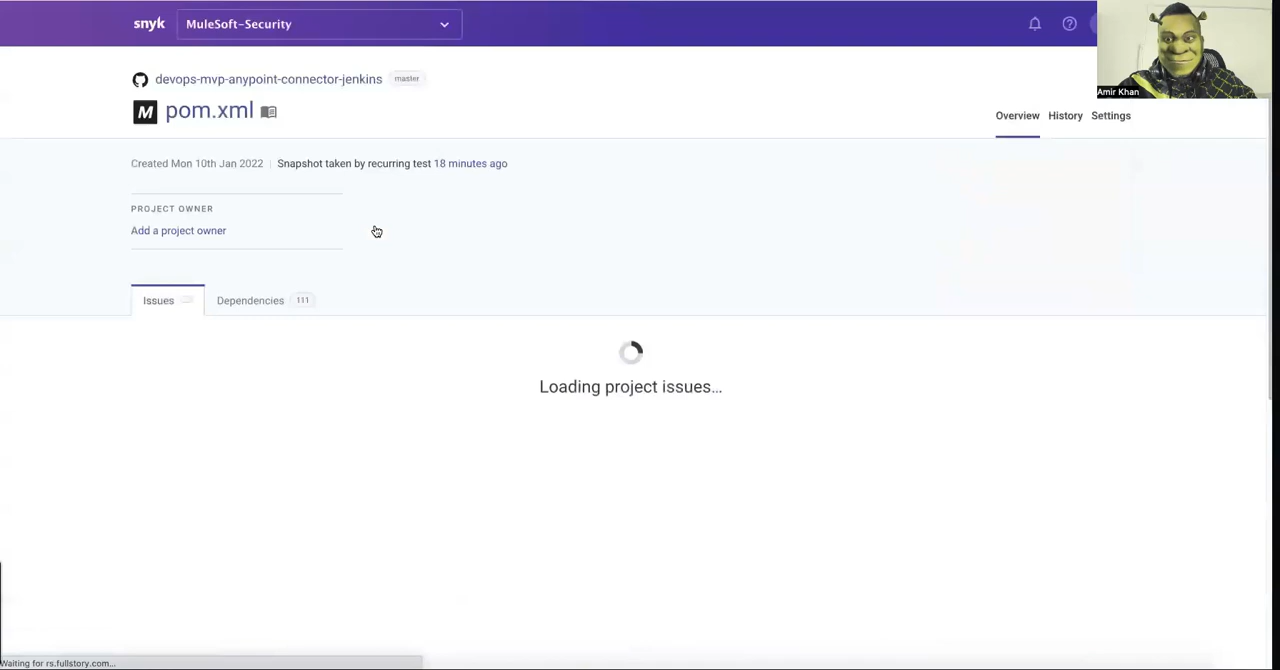 snyk MuleSoft-Security
Amir Khan
devops-mvp-anypoint-connector-jenkins master
M pom.xml
Overview History Settings
Created Mon 10th Jan 2022 | Snapshot taken by recurring test 18 minutes ago
PROJECT OWNER
Add a project owner
Issues Dependencies 111
Loading project issues...
Waiting for rs.fullstory.com...